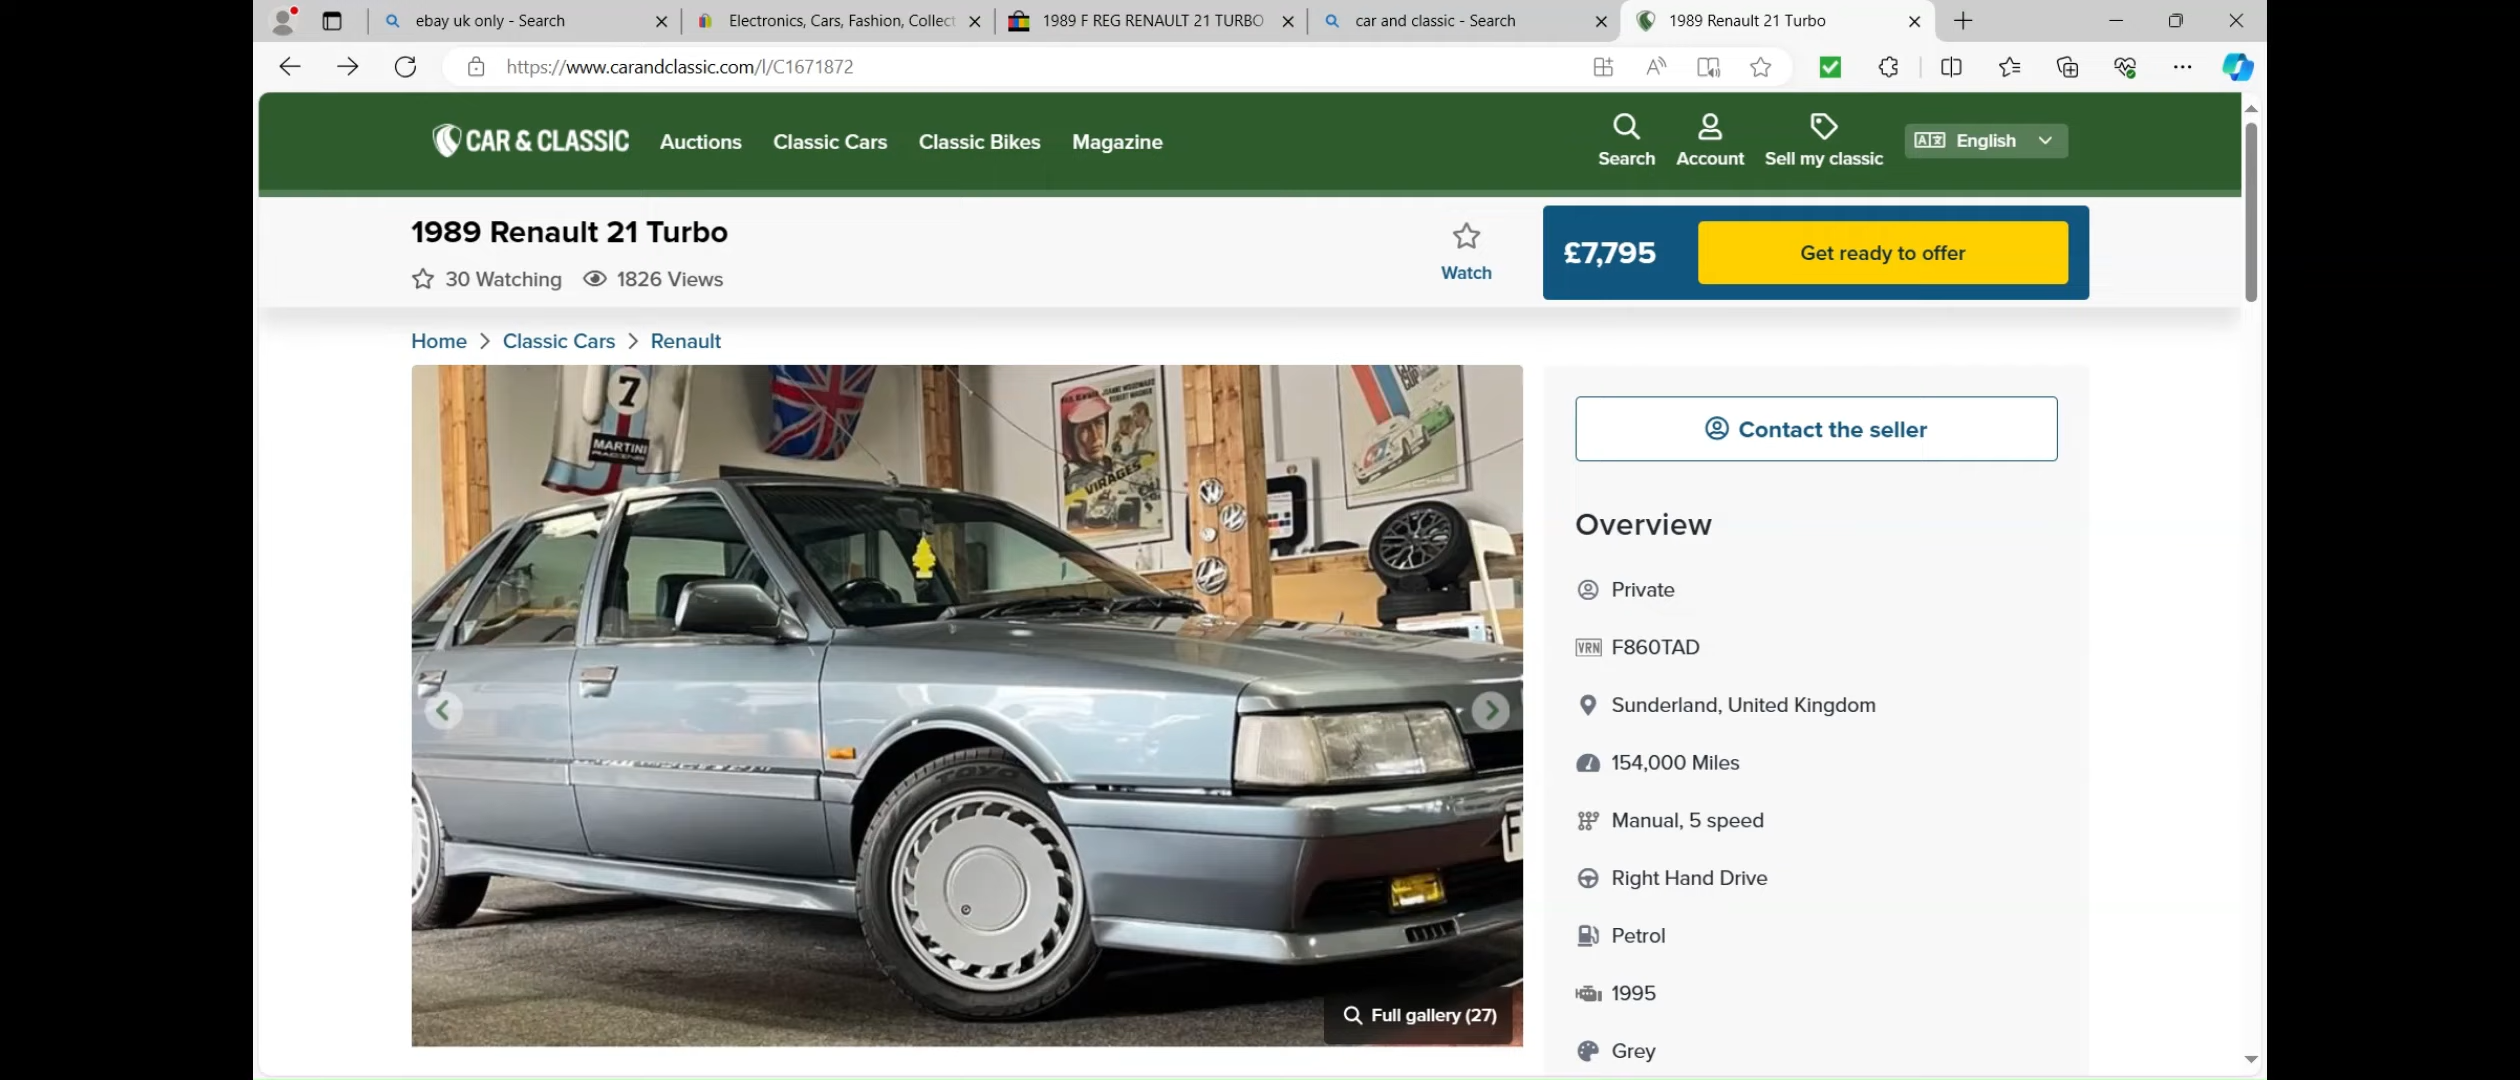 ebay uk only - Search
Electronics, Cars, Fashion, Collect
1989 F REG RENAULT 21 TURBO
car and classic - Search
1989 Renault 21 Turbo
https://www.carandclassic.com/l/C1671872
CAR & CLASSIC
Auctions
Classic Cars
Classic Bikes
Magazine
Search
Account
Sell my classic
English
1989 Renault 21 Turbo
30 Watching
1826 Views
Watch
£7,795
Get ready to offer
Home
Classic Cars
Renault
7
MARTINI
RACING
VIRAGES
TOYO
Full gallery (27)
Contact the seller
Overview
Private
VRN
F860TAD
Sunderland, United Kingdom
154,000 Miles
Manual, 5 speed
Right Hand Drive
Petrol
1995
Grey